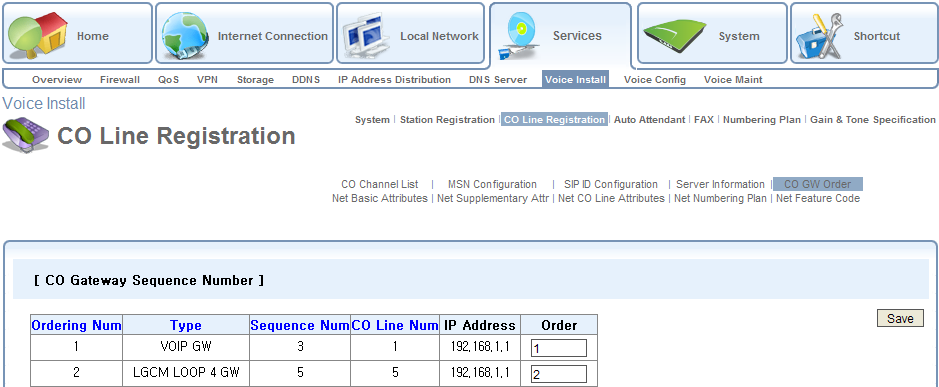 Home Internet Connection Local Network Services System Shortcut
Overview Firewall QoS VPN Storage DDNS IP Address Distribution DNS Server Voice Install Voice Config Voice Maint
Voice Install
CO Line Registration
System | Station Registration | CO Line Registration | Auto Attendant | FAX | Numbering Plan | Gain & Tone Specification
CO Channel List | MSN Configuration | SIP ID Configuration | Server Information | CO GW Order
Net Basic Attributes | Net Supplementary Attr | Net CO Line Attributes | Net Numbering Plan | Net Feature Code
[ CO Gateway Sequence Number ]
Save
Ordering Num Type Sequence Num CO Line Num IP Address Order
1 VOIP GW 3 1 192.168.1.1 1
2 LGCM LOOP 4 GW 5 5 192.168.1.1 2